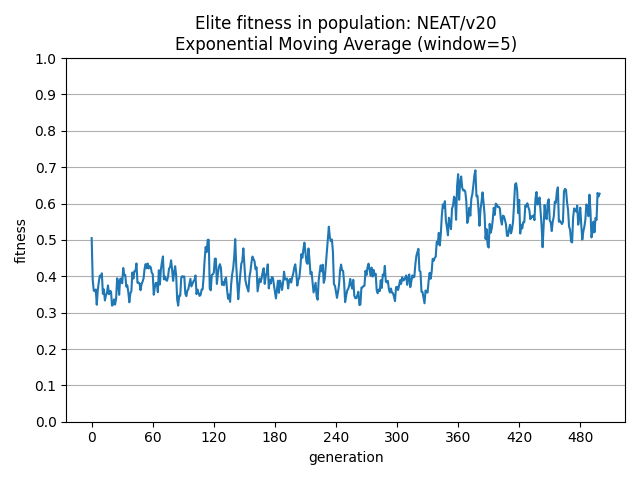 Elite fitness in population: NEAT/v20
Exponential Moving Average (window=5)
1.0
0.9
0.8
0.7
0.6
0.5
0.4
0.3
0.2
0.1
0.0
fitness
0 60 120 180 240 300 360 420 480
generation